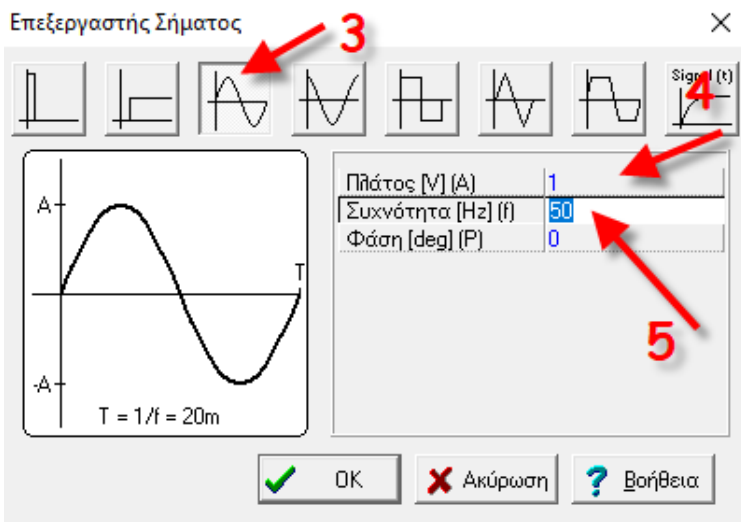 Επεξεργαστής Σήματος
3
Signal (t)
4
A
T
-A
T = 1/f = 20m
Πλάτος [V] (A) 1
Συχνότητα [Hz] (f) 50
Φάση [deg] (P) 0
5
OK
Ακύρωση
Βοήθεια